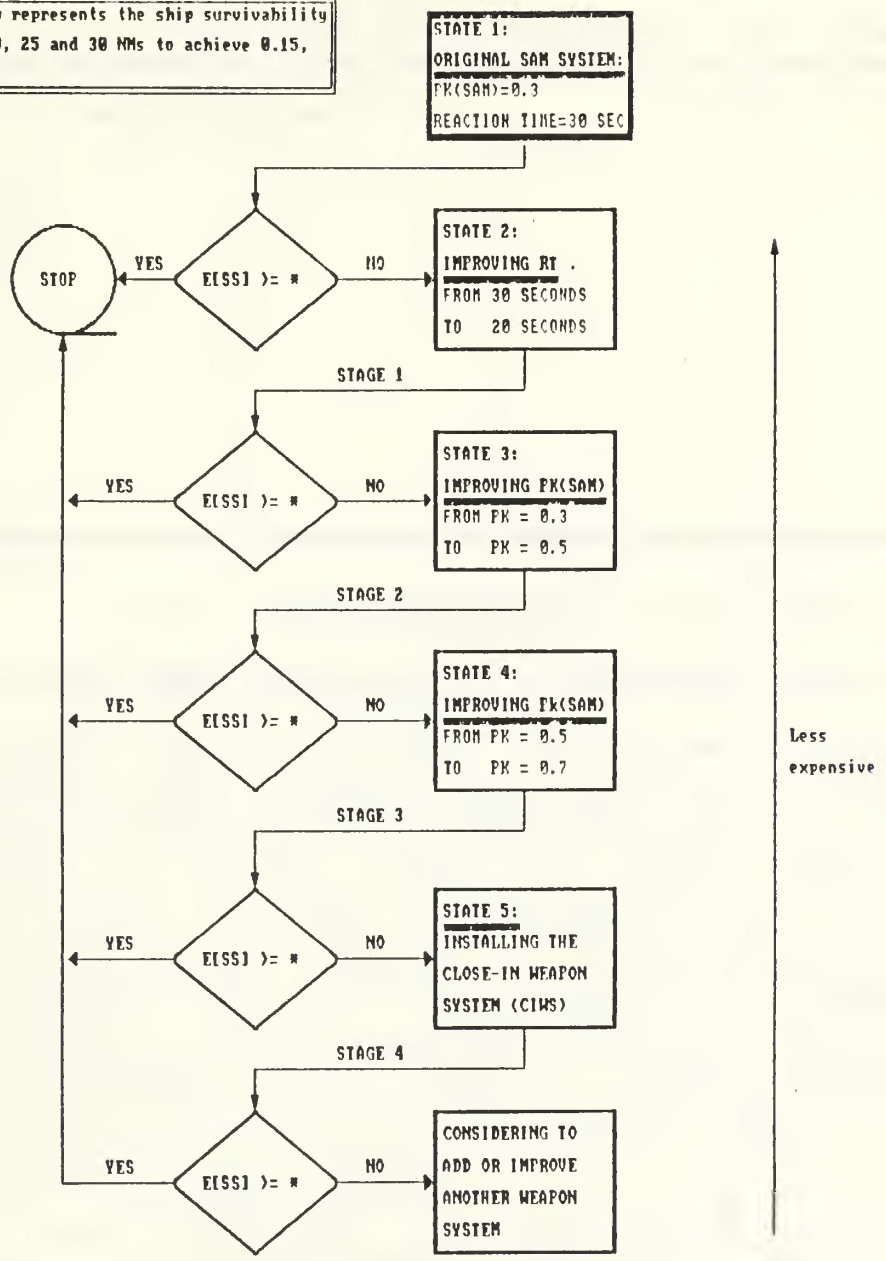 represents the ship survivability
, 25 and 30 NMs to achieve 0.15,
STATE 1:
ORIGINAL SAM SYSTEM:
PK(SAM)=0.3
REACTION TIME=30 SEC
E[SS] >= *
YES
STOP
NO
STATE 2:
IMPROVING RT .
FROM 30 SECONDS
TO 20 SECONDS
STAGE 1
E[SS] >= *
YES
NO
STATE 3:
IMPROVING PK(SAM)
FROM PK = 0.3
TO PK = 0.5
STAGE 2
E[SS] >= *
YES
NO
STATE 4:
IMPROVING Pk(SAM)
FROM PK = 0.5
TO PK = 0.7
STAGE 3
E[SS] >= *
YES
NO
STATE 5:
INSTALLING THE
CLOSE-IN WEAPON
SYSTEM (CIWS)
STAGE 4
E[SS] >= *
YES
NO
CONSIDERING TO
ADD OR IMPROVE
ANOTHER WEAPON
SYSTEM
Less
expensive